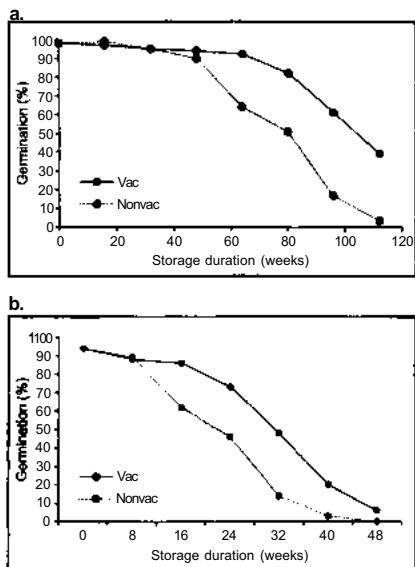 a.
100
90
80
70
60
50
40
30
20
10
0
Germination (%)
Vac
Nonvac
0 20 40 60 80 100 120
Storage duration (weeks)
b.
1100
90
80
70
60
50
40
30
20
10
0
Germination (%)
Vac
Nonvac
0 8 16 24 32 40 48
Storage duration (weeks)